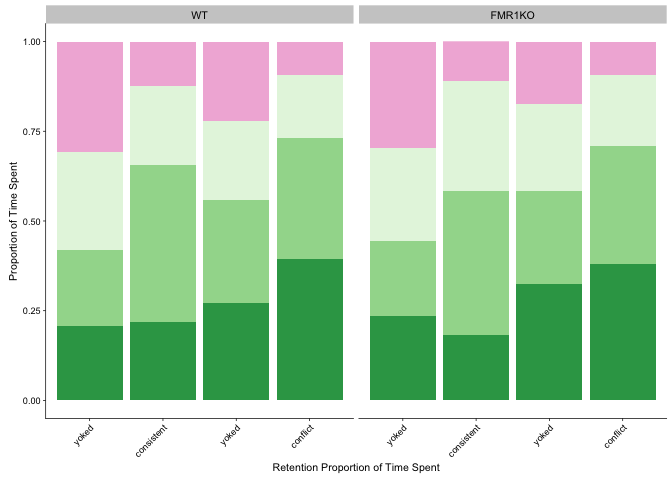 WT FMR1KO
1.00
0.75
0.50
0.25
0.00
Proportion of Time Spent
yoked consistent yoked conflict yoked consistent yoked conflict
Retention Proportion of Time Spent